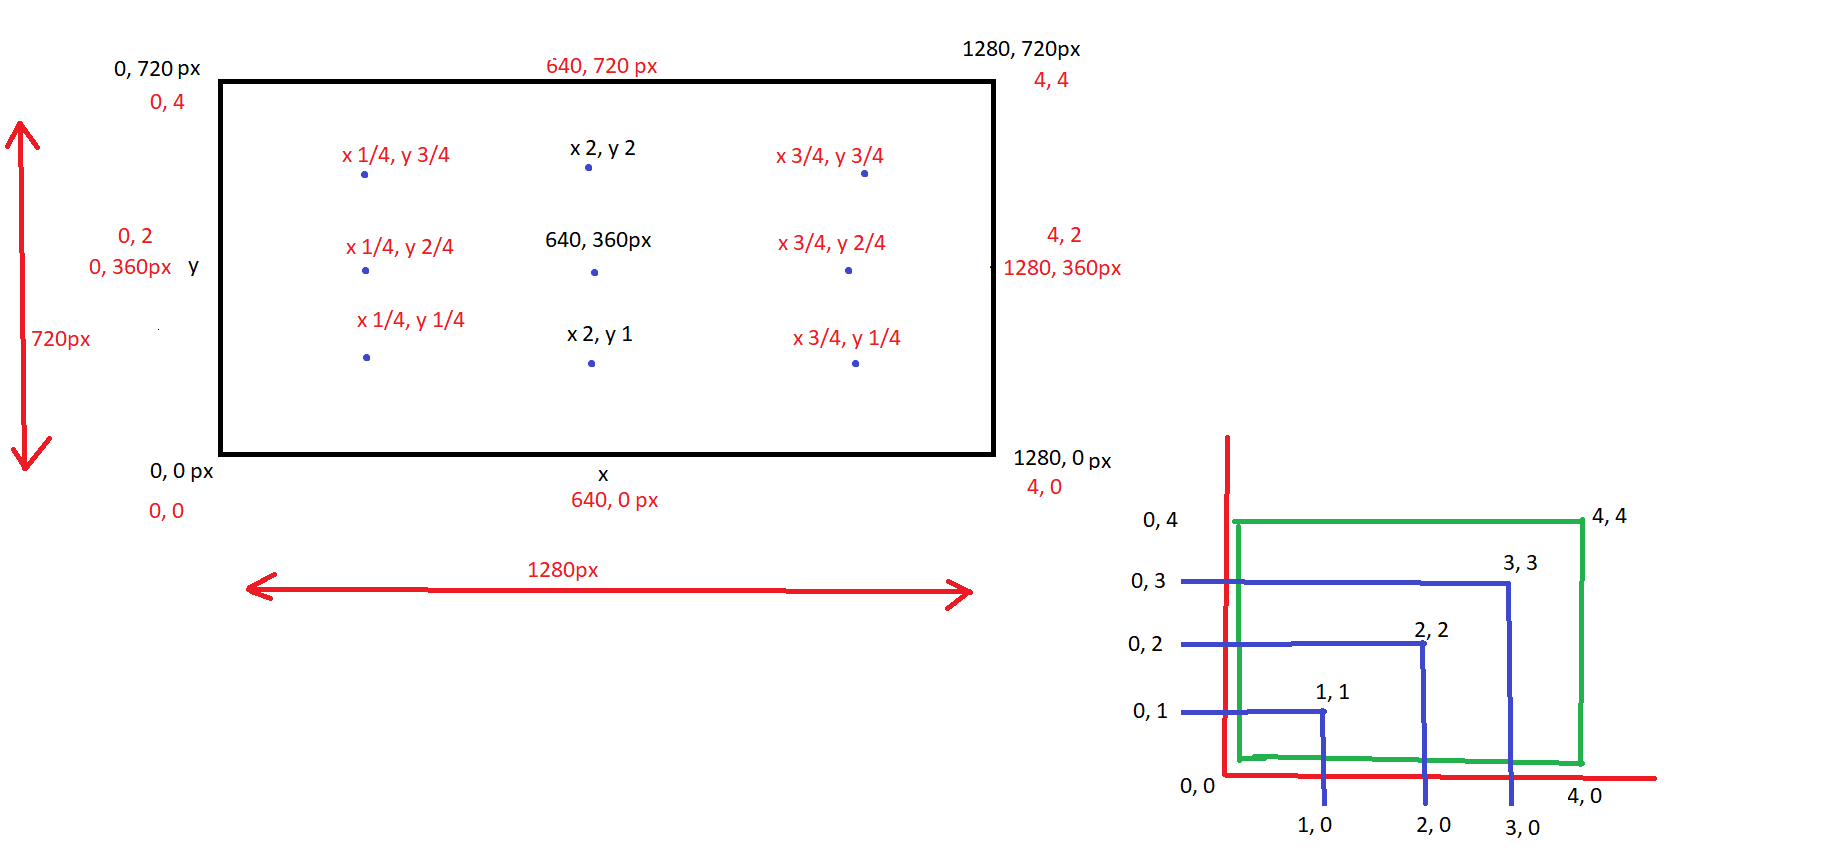 1280, 720px
0, 720 px
640, 720 px
4, 4
0, 4
x 1/4, y 3/4
x 2, y 2
x 3/4, y 3/4
0, 2
x 1/4, y 2/4
640, 360px
x 3/4, y 2/4
4, 2
0, 360px
y
1280, 360px
x 1/4, y 1/4
720px
x 2, y 1
x 3/4, y 1/4
0, 0 px
x
1280, 0 px
0, 0
640, 0 px
4, 0
1280px
0, 4
4, 4
3, 3
0, 3
2, 2
0, 2
1, 1
0, 1
0, 0
4, 0
1, 0
2, 0
3, 0